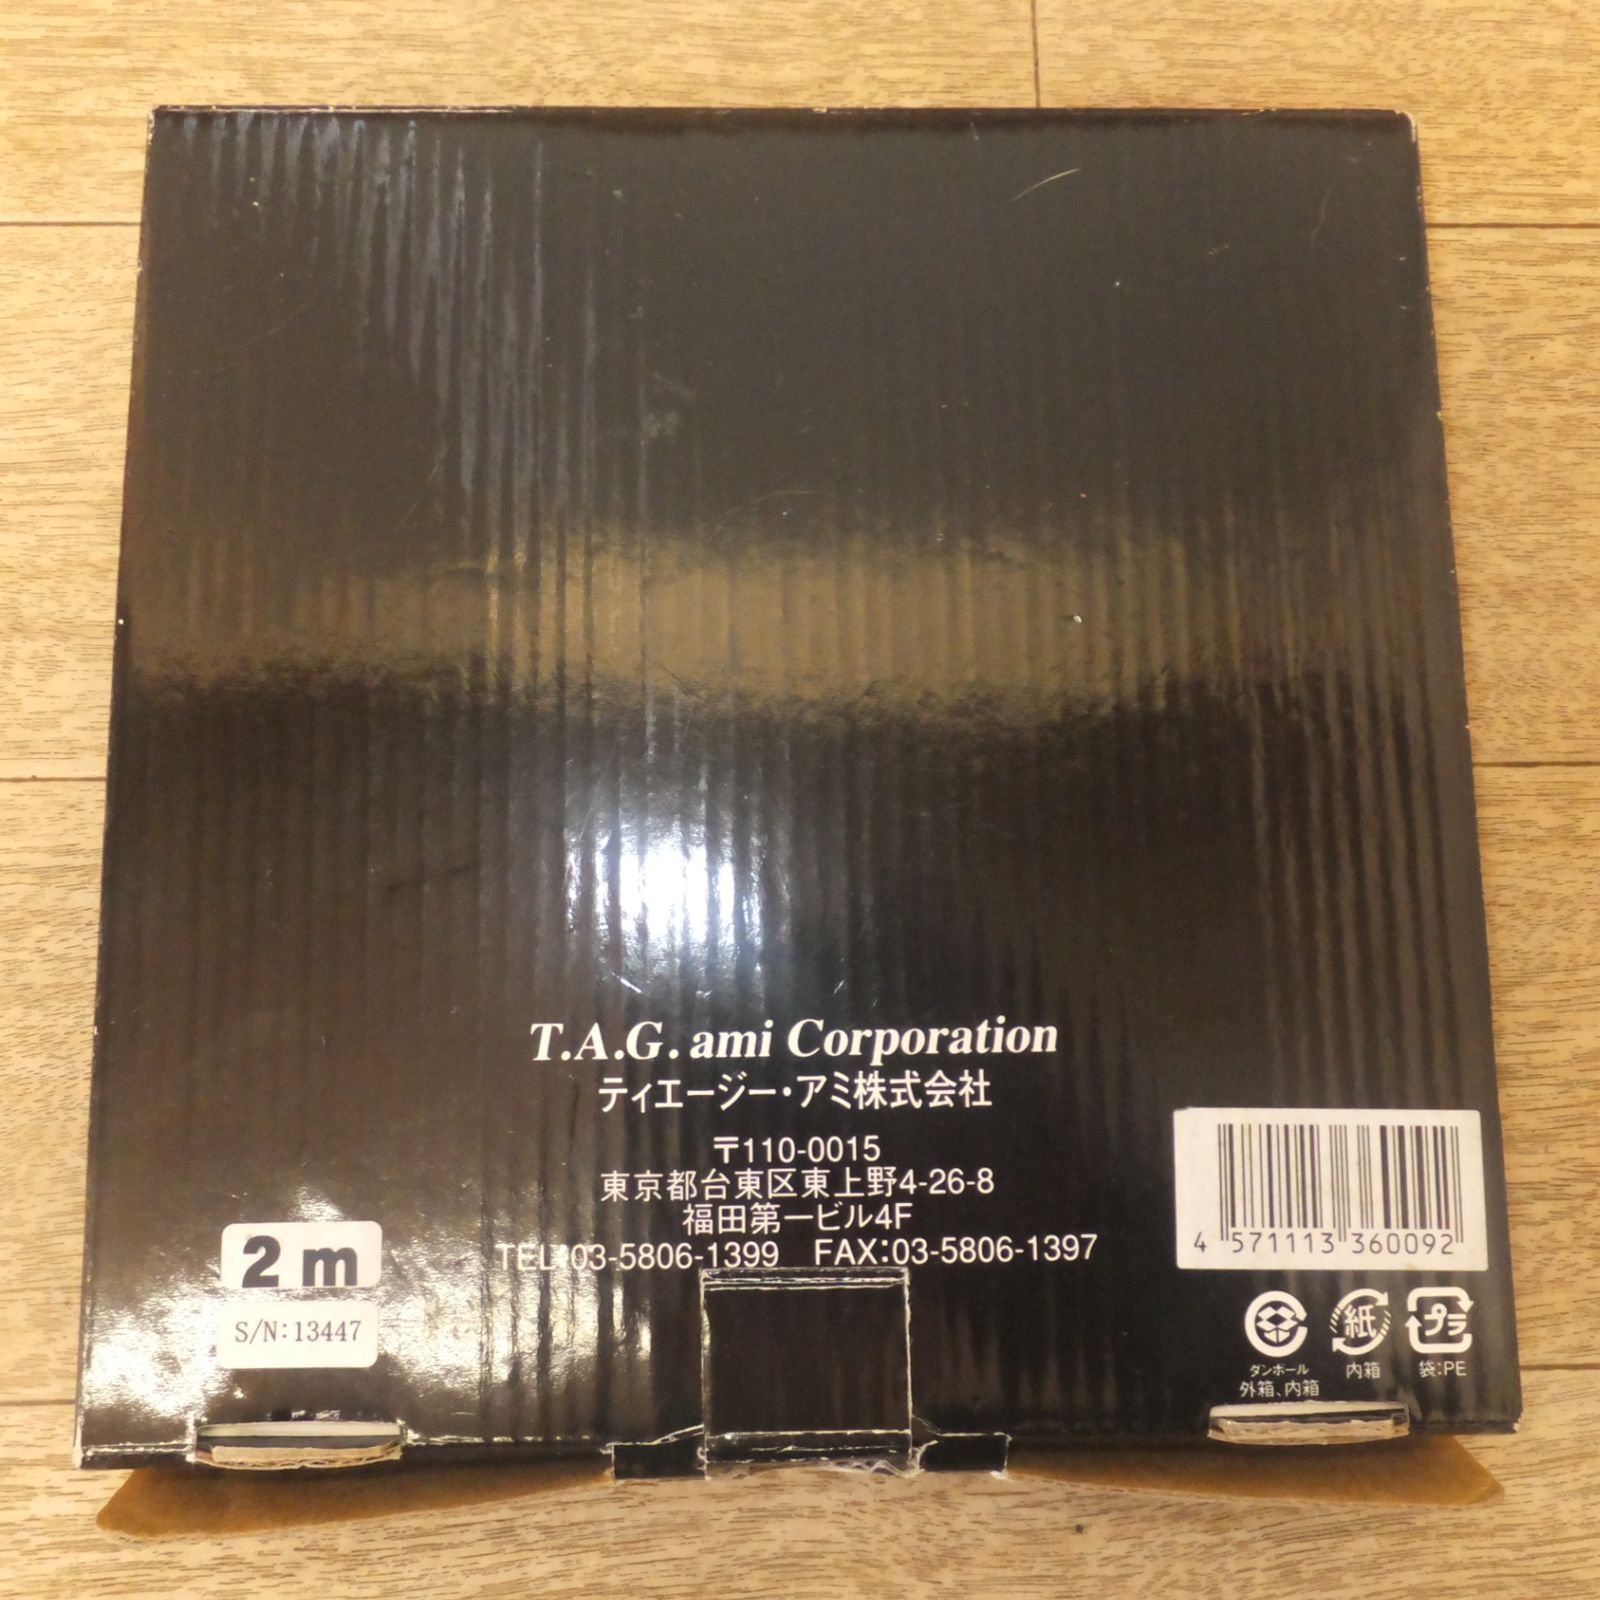 T.A.G. ami Corporation
ティエージー・アミ株式会社
〒110-0015
東京都台東区東上野4-26-8
福田第一ビル4F
TEL:03-5806-1399 FAX:03-5806-1397
2 m
S/N:13447
4 571113 360092
紙
プラ
ダンボール
外箱、内箱
内箱
袋:PE